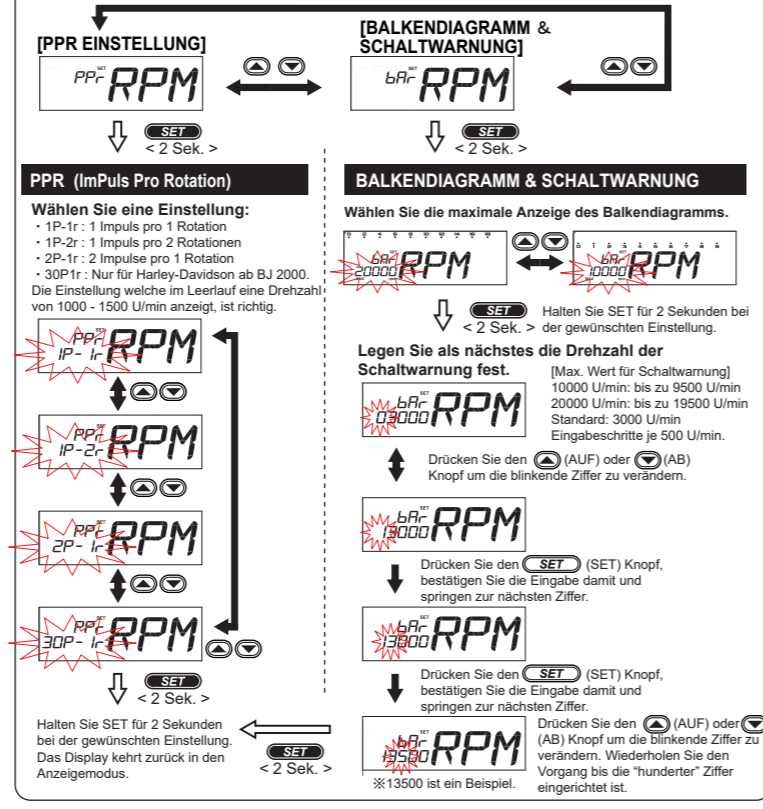 [PPR EINSTELLUNG]
[BALKENDIAGRAMM &
SCHALTWARNUNG]
SET
PPr RPM
SET
bAr RPM
SET
< 2 Sek. >
SET
< 2 Sek. >
PPR (ImPuls Pro Rotation)
Wählen Sie eine Einstellung:
・1P-1r : 1 Impuls pro 1 Rotation
・1P-2r : 1 Impuls pro 2 Rotationen
・2P-1r : 2 Impulse pro 1 Rotation
・30P1r : Nur für Harley-Davidson ab BJ 2000.
Die Einstellung welche im Leerlauf eine Drehzahl
von 1000 - 1500 U/min anzeigt, ist richtig.
SET
PPr
1P-1r RPM
PPr
1P-2r RPM
PPr
2P-1r RPM
PPr
30P-1r RPM
SET
< 2 Sek. >
Halten Sie SET für 2 Sekunden
bei der gewünschten Einstellung.
Das Display kehrt zurück in den
Anzeigemodus.
BALKENDIAGRAMM & SCHALTWARNUNG
Wählen Sie die maximale Anzeige des Balkendiagramms.
SET
bAr
20000 RPM
SET
bAr
10000 RPM
SET
< 2 Sek. >
Halten Sie SET für 2 Sekunden bei
der gewünschten Einstellung.
Legen Sie als nächstes die Drehzahl der
Schaltwarnung fest.
[Max. Wert für Schaltwarnung]
10000 U/min: bis zu 9500 U/min
20000 U/min: bis zu 19500 U/min
Standard: 3000 U/min
Eingabeschritte je 500 U/min.
SET
bAr
03000 RPM
Drücken Sie den (AUF) oder (AB)
Knopf um die blinkende Ziffer zu verändern.
SET
bAr
13000 RPM
Drücken Sie den SET (SET) Knopf,
bestätigen Sie die Eingabe damit und
springen zur nächsten Ziffer.
SET
bAr
13000 RPM
Drücken Sie den SET (SET) Knopf,
bestätigen Sie die Eingabe damit und
springen zur nächsten Ziffer.
SET
bAr
13500 RPM
※13500 ist ein Beispiel.
Drücken Sie den (AUF) oder
(AB) Knopf um die blinkende Ziffer zu
verändern. Wiederholen Sie den
Vorgang bis die "hunderter" Ziffer
eingerichtet ist.
SET
< 2 Sek. >